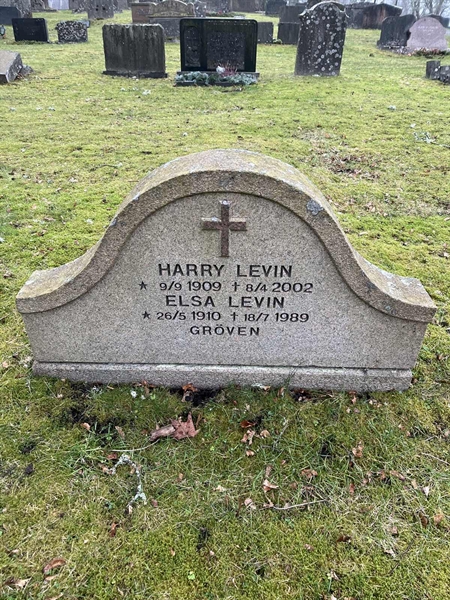 HARRY LEVIN
* 9/9 1909 † 8/4 2002
ELSA LEVIN
* 26/5 1910 † 18/7 1989
GRÖVEN